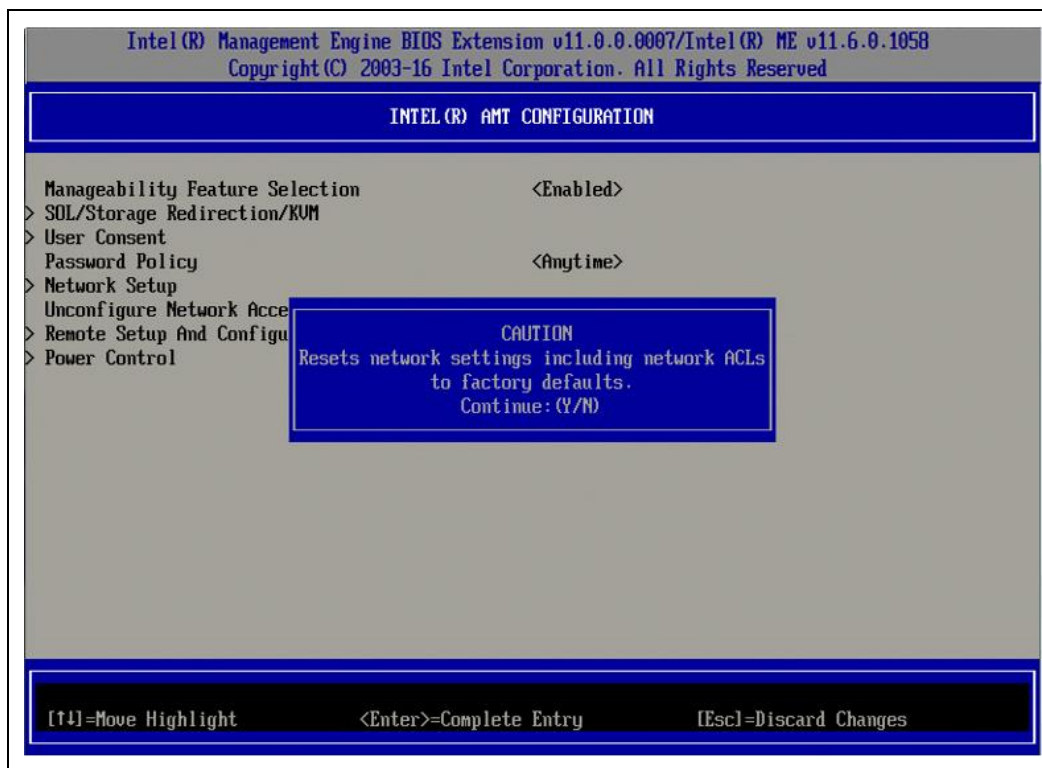 Intel(R) Management Engine BIOS Extension v11.0.0.0007/Intel(R) ME v11.6.0.1058
Copyright(C) 2003-16 Intel Corporation. All Rights Reserved
INTEL(R) AMT CONFIGURATION
Manageability Feature Selection <Enabled>
> SOL/Storage Redirection/KVM
> User Consent
Password Policy <Anytime>
> Network Setup
Unconfigure Network Acce
> Remote Setup And Configu
> Power Control
CAUTION
Resets network settings including network ACLs
to factory defaults.
Continue:(Y/N)
[↑↓]=Move Highlight <Enter>=Complete Entry [Esc]=Discard Changes